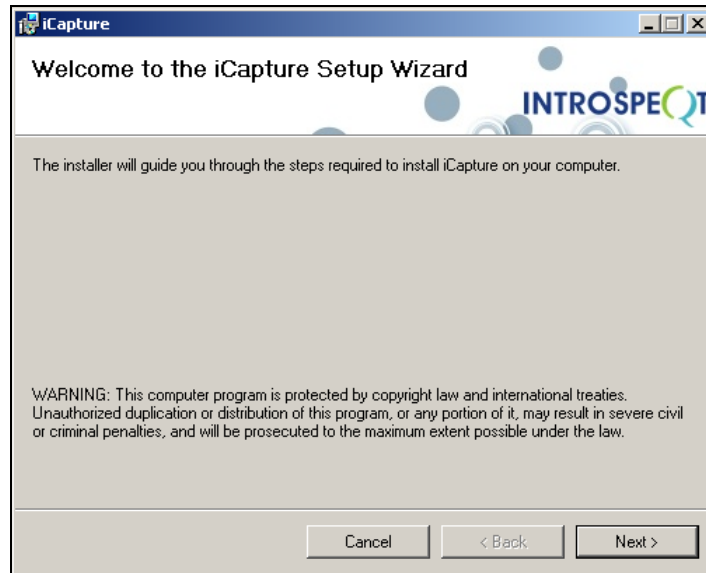 iCapture
Welcome to the iCapture Setup Wizard
INTROSPEQT
The installer will guide you through the steps required to install iCapture on your computer.
WARNING: This computer program is protected by copyright law and international treaties.
Unauthorized duplication or distribution of this program, or any portion of it, may result in severe civil
or criminal penalties, and will be prosecuted to the maximum extent possible under the law.
Cancel
< Back
Next >